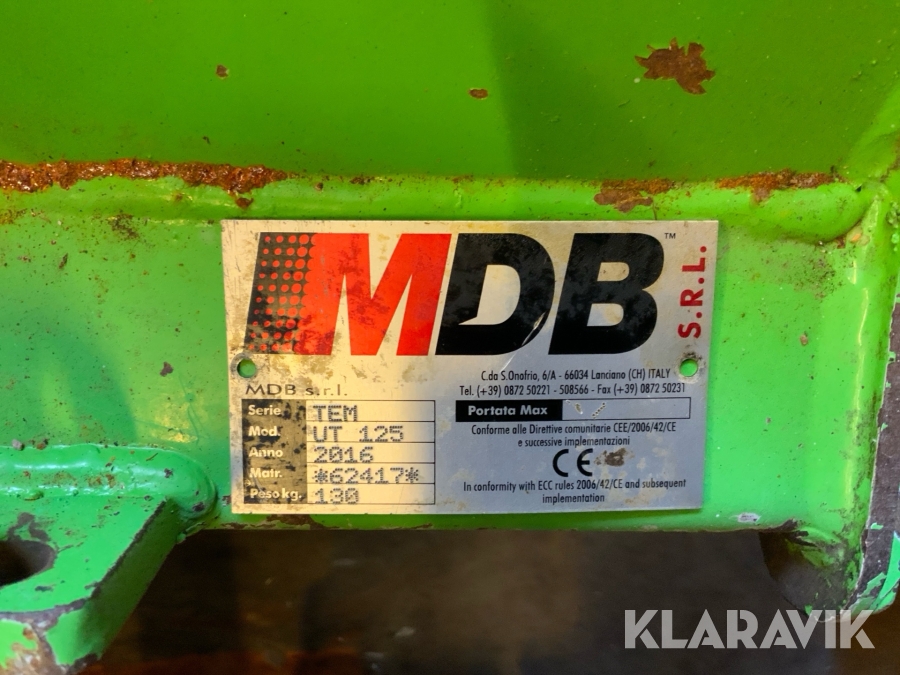 MDB™
S.R.L.
C.da S.Onofrio, 6/A - 66034 Lanciano (CH) ITALY
Tel. (+39) 0872 50221 - 508566 - Fax (+39) 0872 50231
MDB s.r.l.
Serie. TEM
Mod. UT 125
Anno 2016
Matr. *62417*
Peso kg. 130
Portata Max
Conforme alle Direttive comunitarie CEE/2006/42/CE
e successive implementazioni
CE
In conformity with ECC rules 2006/42/CE and subsequent
implementation
KLARAVIK